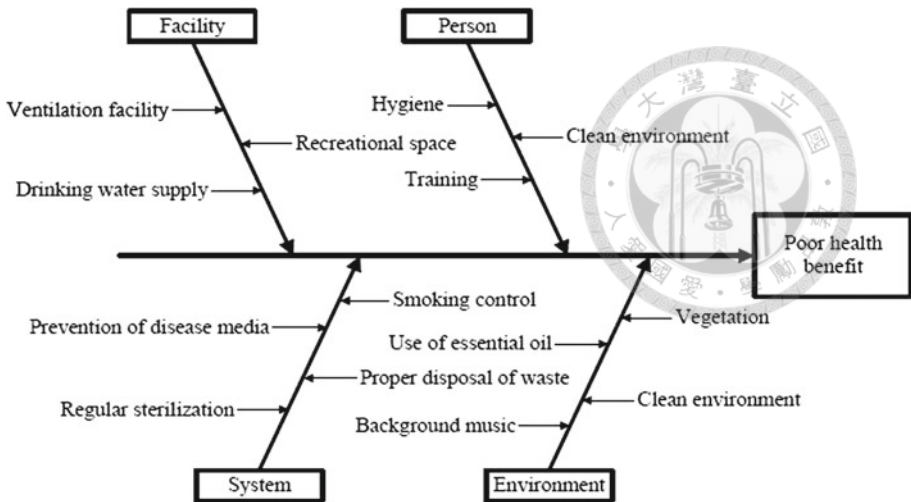 Facility
Person
Ventilation facility
Recreational space
Drinking water supply
Hygiene
Clean environment
Training
Poor health
benefit
Smoking control
Prevention of disease media
Proper disposal of waste
Regular sterilization
Vegetation
Use of essential oil
Clean environment
Background music
System
Environment